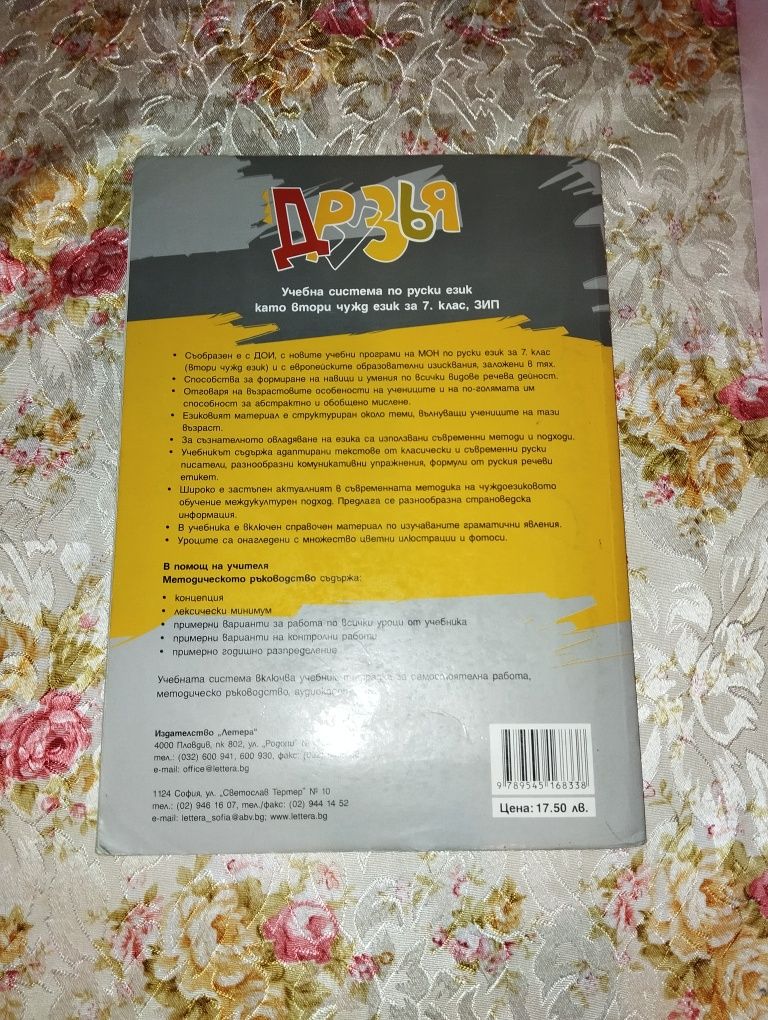 Друзья
Учебна система по руски език
като втори чужд език за 7. клас, ЗИП
• Съобразен е с ДОИ, с новите учебни програми на МОН по руски език за 7. клас
(втори чужд език) и с европейските образователни изисквания, заложени в тях.
• Способства за формиране на навици и умения по всички видове речева дейност.
• Отговаря на възрастовите особености на учениците и на по-голямата им
способност за абстрактно и обобщено мислене.
• Езиковият материал е структуриран около теми, вълнуващи учениците на тази
възраст.
• За съзнателното овладяване на езика са използвани съвременни методи и подходи.
• Учебникът съдържа адаптирани текстове от класически и съвременни руски
писатели, разнообразни комуникативни упражнения, формули от руския речеви
етикет.
• Широко е застъпен актуалният в съвременната методика на чуждоезиковото
обучение междукултурен подход. Предлага се разнообразна страноведска
информация.
• В учебника е включен справочен материал по изучаваните граматични явления.
• Уроците са онагледени с множество цветни илюстрации и фотоси.
В помощ на учителя
Методическото ръководство съдържа:
• концепция
• лексически минимум
• примерни варианти за работа по всички уроци от учебника
• примерни варианти на контролни работи
• примерно годишно разпределение
Учебната система включва учебник, тетрадка за самостоятелна работа,
методическо ръководство,
Издателство „Летера"
4000 Пловдив, пк 802, ул. „Родопи"
тел.: (032) 600 941, 600 930, факс:
e-mail: office@lettera.bg
1124 София, ул. „Светослав Тертер" № 10
тел.: (02) 946 16 07, тел./факс: (02) 944 14 52
e-mail: lettera_sofia@abv.bg; www.lettera.bg
9 789545 168338
Цена: 17.50 лв.